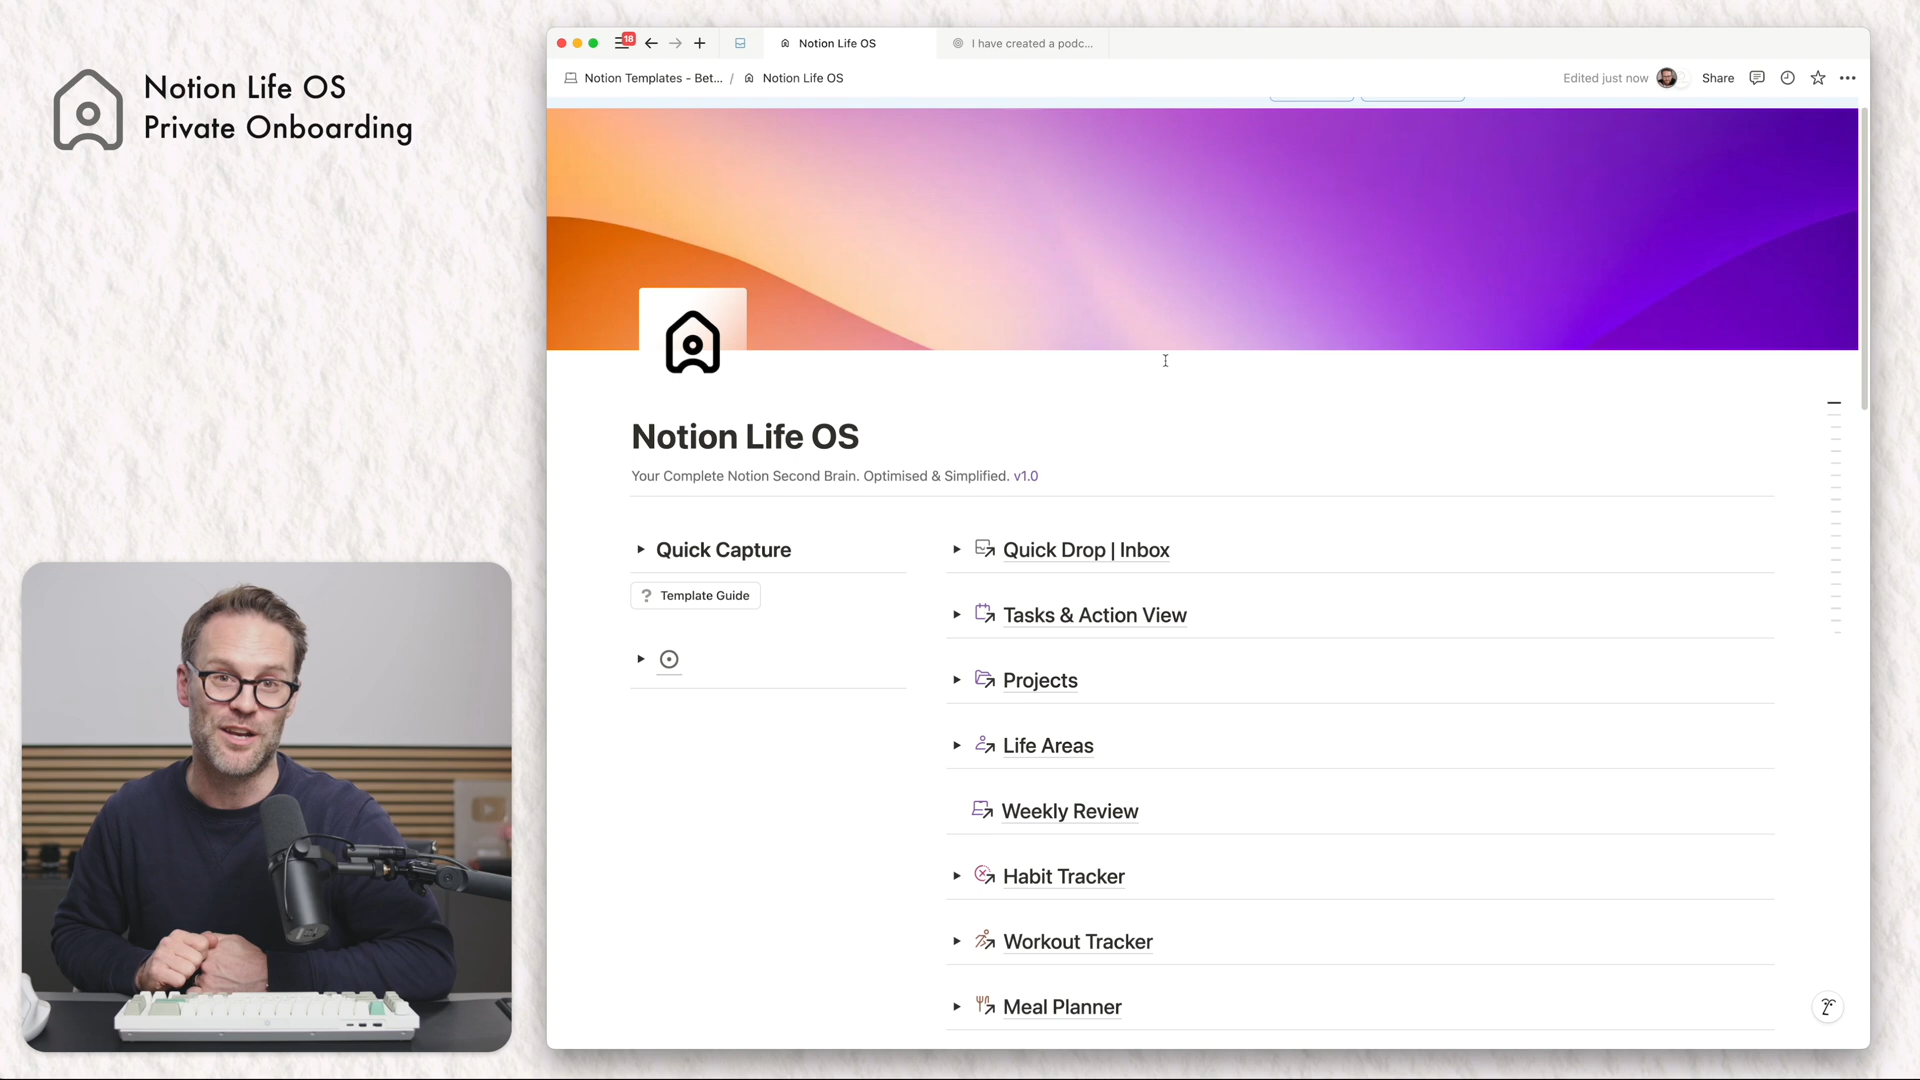 Notion Life OS
Private Onboarding
18
Notion Life OS
I have created a podc...
Notion Templates - Bet... / Notion Life OS
Edited just now
Share
Notion Life OS
Your Complete Notion Second Brain. Optimised & Simplified. v1.0
Quick Capture
? Template Guide
Quick Drop | Inbox
Tasks & Action View
Projects
Life Areas
Weekly Review
Habit Tracker
Workout Tracker
Meal Planner